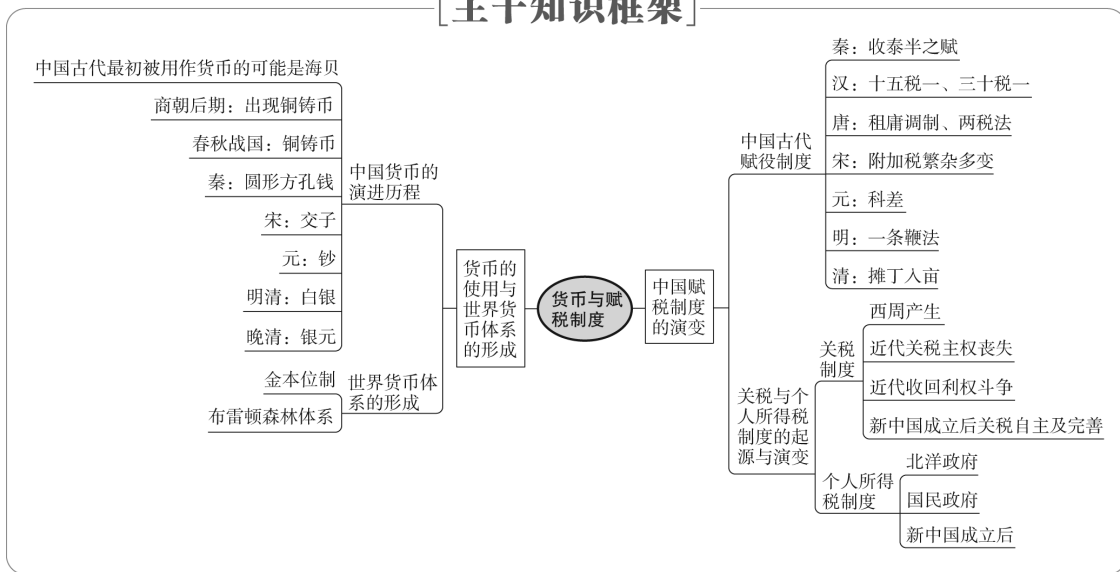 [主干知识框架]
中国古代最初被用作货币的可能是海贝
商朝后期：出现铜铸币
春秋战国：铜铸币
秦：圆形方孔钱
宋：交子
元：钞
明清：白银
晚清：银元
中国货币的
演进历程
金本位制
布雷顿森林体系
世界货币体
系的形成
货币的
使用与
世界货
币体系
的形成
货币与赋
税制度
中国赋
税制度
的演变
中国古代
赋役制度
秦：收泰半之赋
汉：十五税一、三十税一
唐：租庸调制、两税法
宋：附加税繁杂多变
元：科差
明：一条鞭法
清：摊丁入亩
关税与个
人所得税
制度的起
源与演变
关税
制度
西周产生
近代关税主权丧失
近代收回利权斗争
新中国成立后关税自主及完善
个人所得
税制度
北洋政府
国民政府
新中国成立后